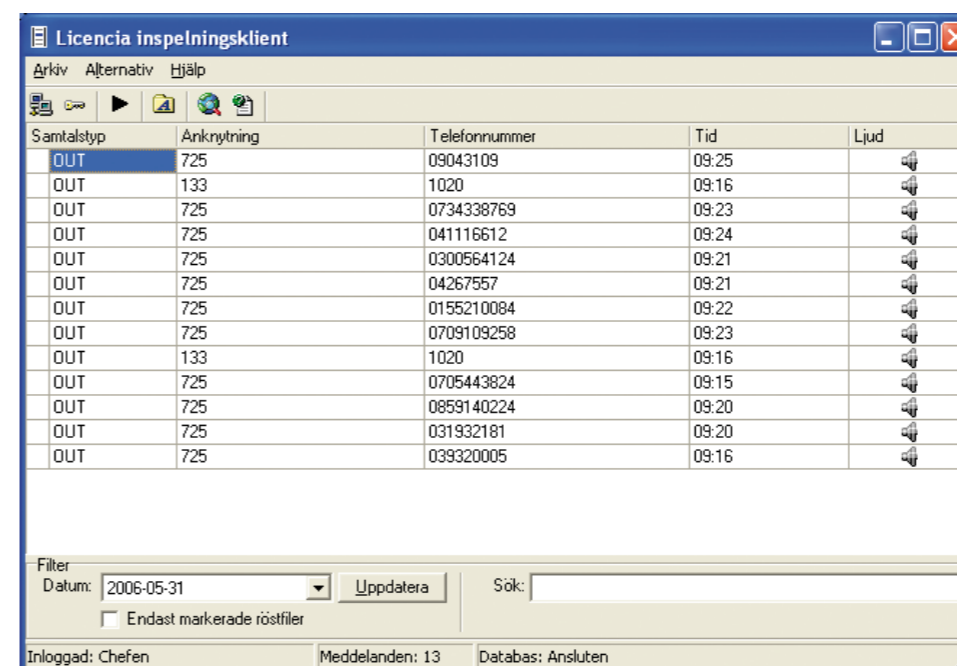 Licencia inspelningsklient
Arkiv Alternativ Hjälp
Samtalstyp Anknytning Telefonnummer Tid Ljud
OUT 725 09043109 09:25
OUT 133 1020 09:16
OUT 725 0734338769 09:23
OUT 725 041116612 09:24
OUT 725 0300564124 09:21
OUT 725 04267557 09:21
OUT 725 0155210084 09:22
OUT 725 0709109258 09:23
OUT 133 1020 09:16
OUT 725 0705443824 09:15
OUT 725 0859140224 09:20
OUT 725 031932181 09:20
OUT 725 039320005 09:16
Filter
Datum: 2006-05-31 Uppdatera Sök:
Endast markerade röstfiler
Inloggad: Chefen Meddelanden: 13 Databas: Ansluten